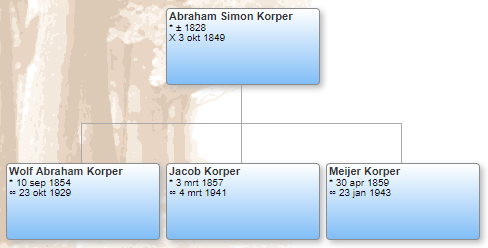 Abraham Simon Korper
* ± 1828
X 3 okt 1849
Wolf Abraham Korper
* 10 sep 1854
∞ 23 okt 1929
Jacob Korper
* 3 mrt 1857
∞ 4 mrt 1941
Meijer Korper
* 30 apr 1859
∞ 23 jan 1943